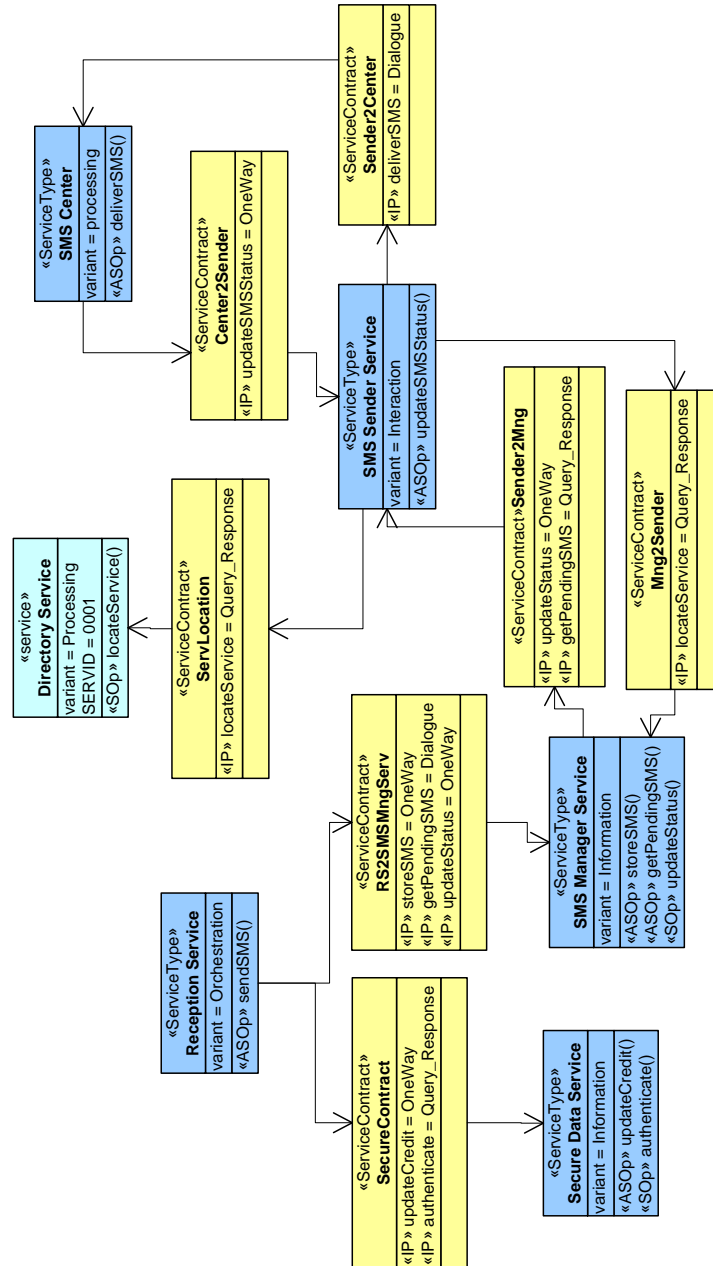 «service»
Directory Service
variant = Processing
SERVID = 0001
«SOp» locateService()
«ServiceType»
SMS Center
variant = processing
«ASOp» deliverSMS()
«ServiceType»
Reception Service
variant = Orchestration
«ASOp» sendSMS()
«ServiceContract»
ServLocation
«IP» locateService = Query_Response
«ServiceContract»
Center2Sender
«IP» updateSMSStatus = OneWay
«ServiceContract»
SecureContract
«IP» updateCredit = OneWay
«IP» authenticate = Query_Response
«ServiceContract»
RS2SMSMngServ
«IP» storeSMS = OneWay
«IP» getPendingSMS = Dialogue
«IP» updateStatus = OneWay
«ServiceType»
SMS Sender Service
variant = Interaction
«ASOp» updateSMSStatus()
«ServiceContract»
Sender2Center
«IP» deliverSMS = Dialogue
«ServiceType»
Secure Data Service
variant = Information
«ASOp» updateCredit()
«SOp» authenticate()
«ServiceType»
SMS Manager Service
variant = Information
«ASOp» storeSMS()
«ASOp» getPendingSMS()
«SOp» updateStatus()
«ServiceContract»Sender2Mng
«IP» updateStatus = OneWay
«IP» getPendingSMS = Query_Response
«ServiceContract»
Mng2Sender
«IP» locateService = Query_Response